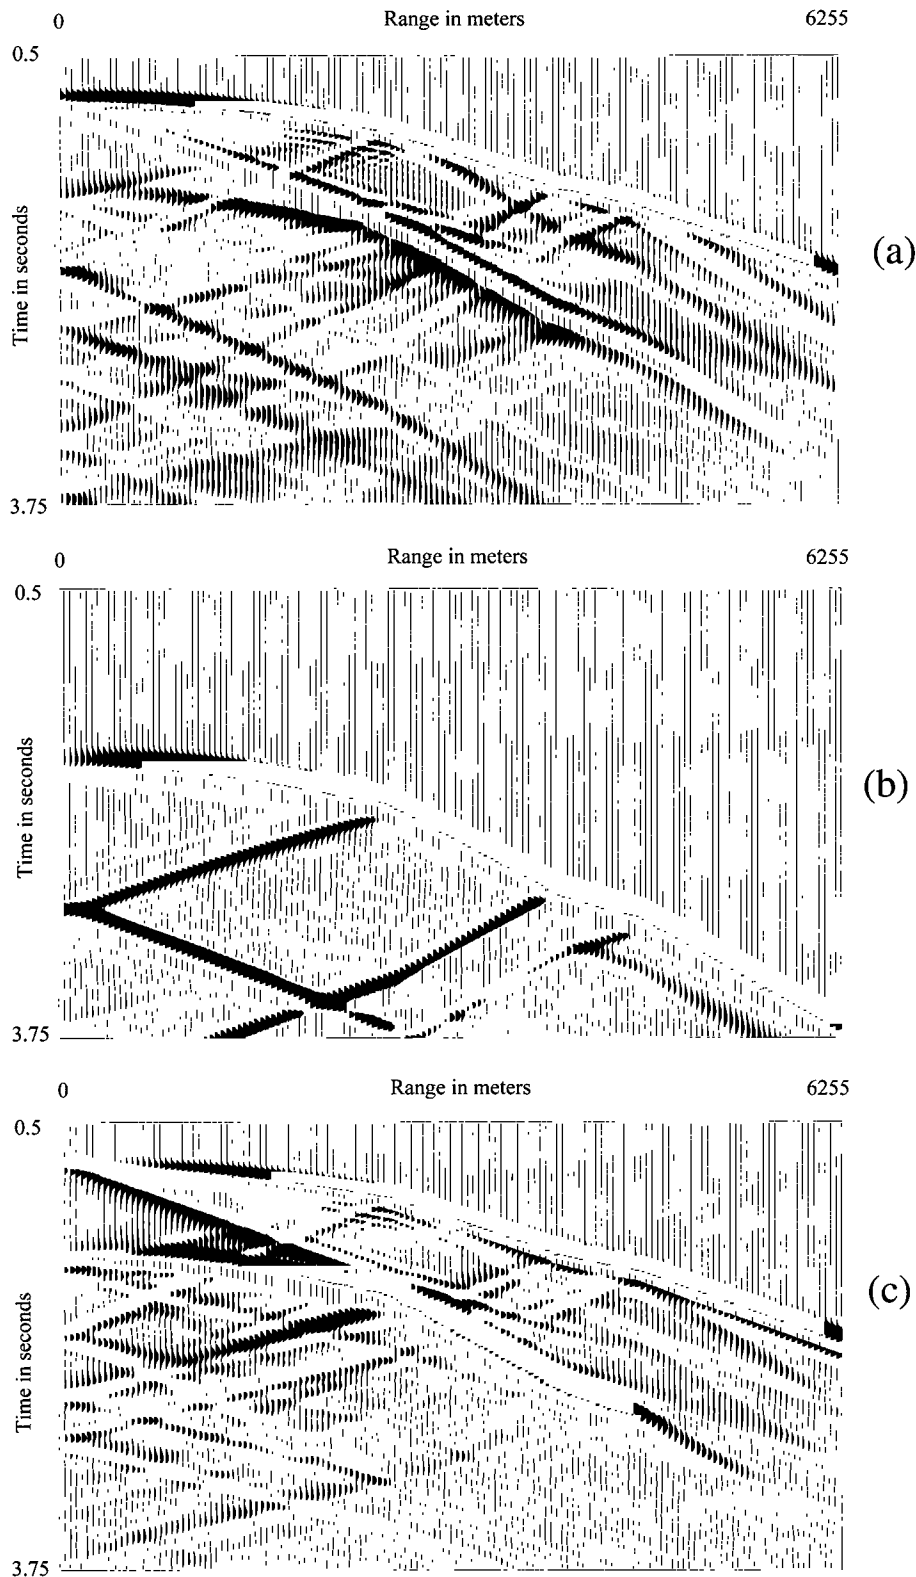 0 Range in meters 6255
0.5
Time in seconds
(a)
3.75
0 Range in meters 6255
0.5
Time in seconds
(b)
3.75
0 Range in meters 6255
0.5
Time in seconds
(c)
3.75